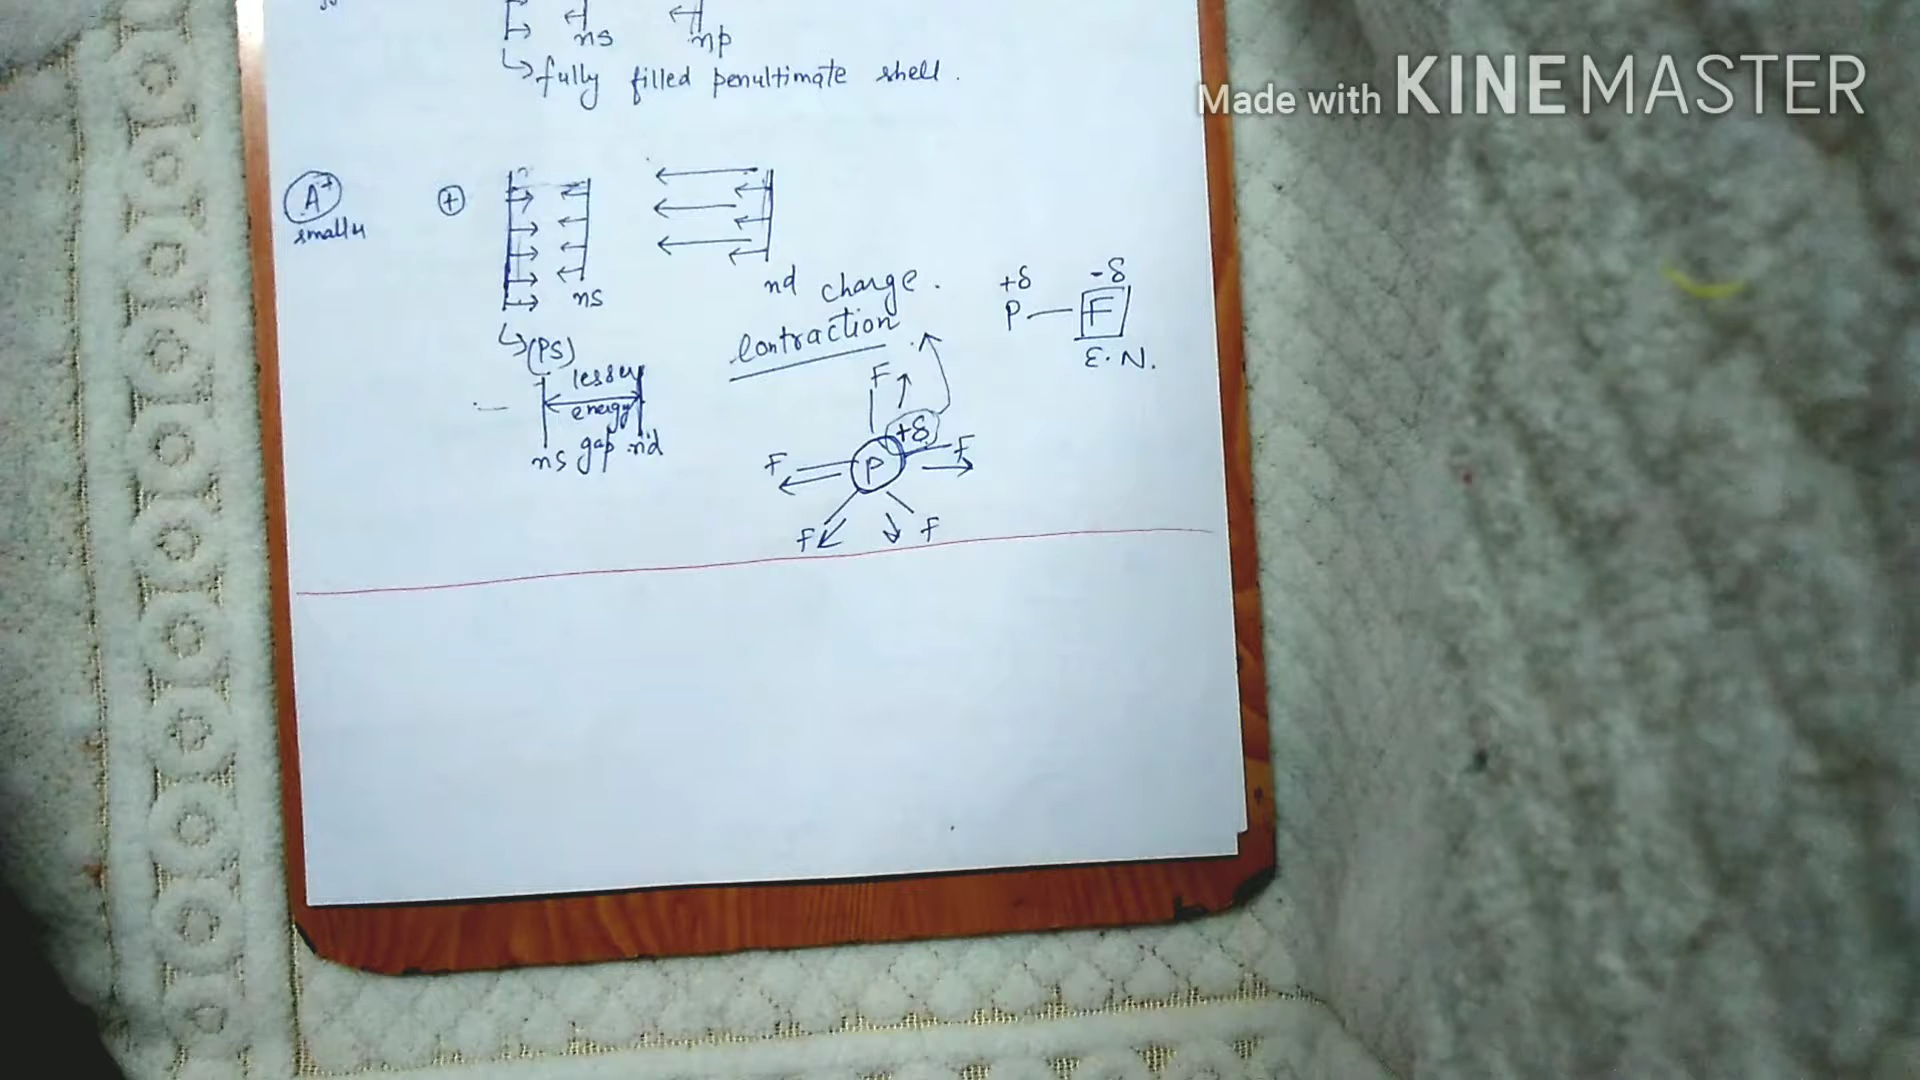 ns np
fully filled penultimate shell.
Made with KINEMASTER
A+
smaller
+
ns
nd charge.
contraction
(PS)
lesser
energy
gap
ns nd
+δ -δ
P — F
E.N.
F
+δ
F P F
F F